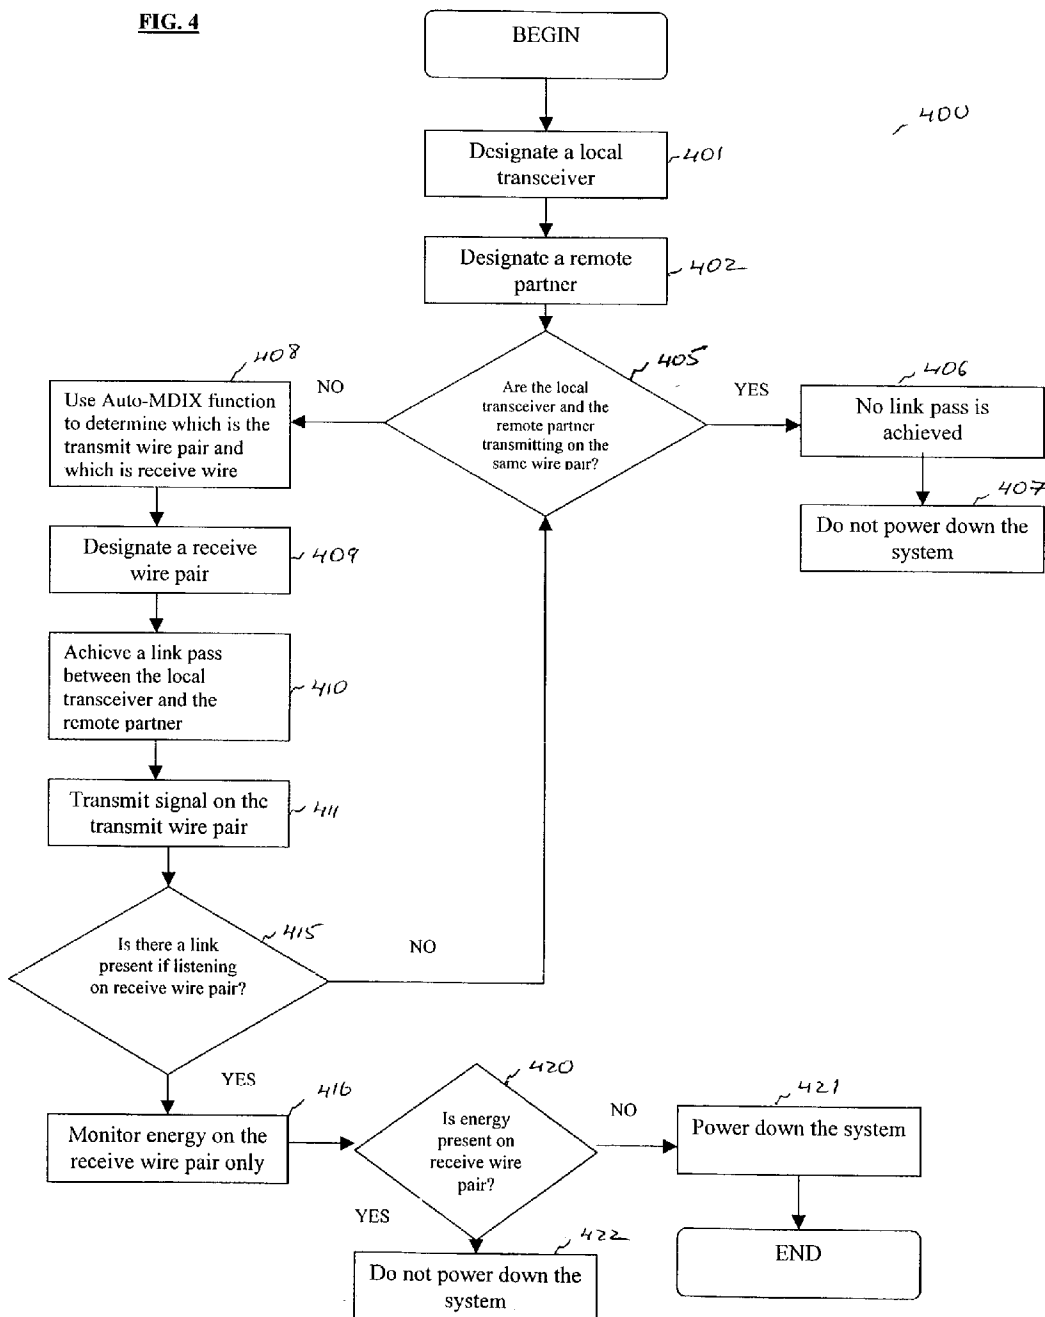 FIG. 4
BEGIN
400
Designate a local
transceiver
401
Designate a remote
partner
402
Are the local
transceiver and the
remote partner
transmitting on the
same wire pair?
405
NO
YES
406
No link pass is
achieved
407
Do not power down the
system
408
Use Auto-MDIX function
to determine which is the
transmit wire pair and
which is receive wire
Designate a receive
wire pair
409
Achieve a link pass
between the local
transceiver and the
remote partner
410
Transmit signal on the
transmit wire pair
411
Is there a link
present if listening
on receive wire pair?
415
NO
YES
416
Monitor energy on the
receive wire pair only
420
Is energy
present on
receive wire
pair?
NO
YES
421
Power down the system
END
422
Do not power down the
system